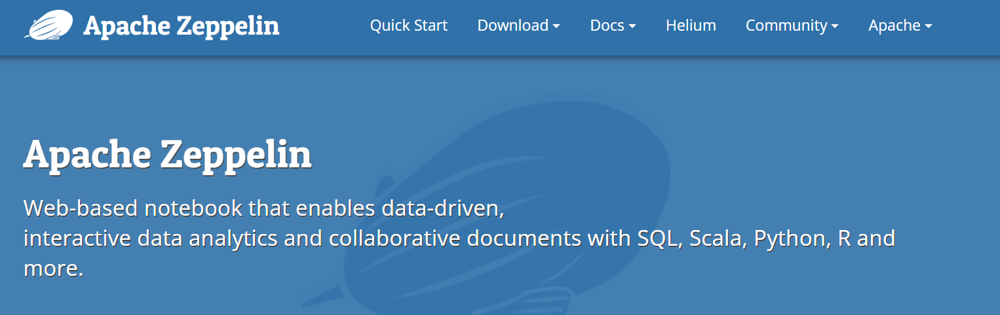 Apache Zeppelin Quick Start Download Docs Helium Community Apache
Apache Zeppelin
Web-based notebook that enables data-driven,
interactive data analytics and collaborative documents with SQL, Scala, Python, R and
more.